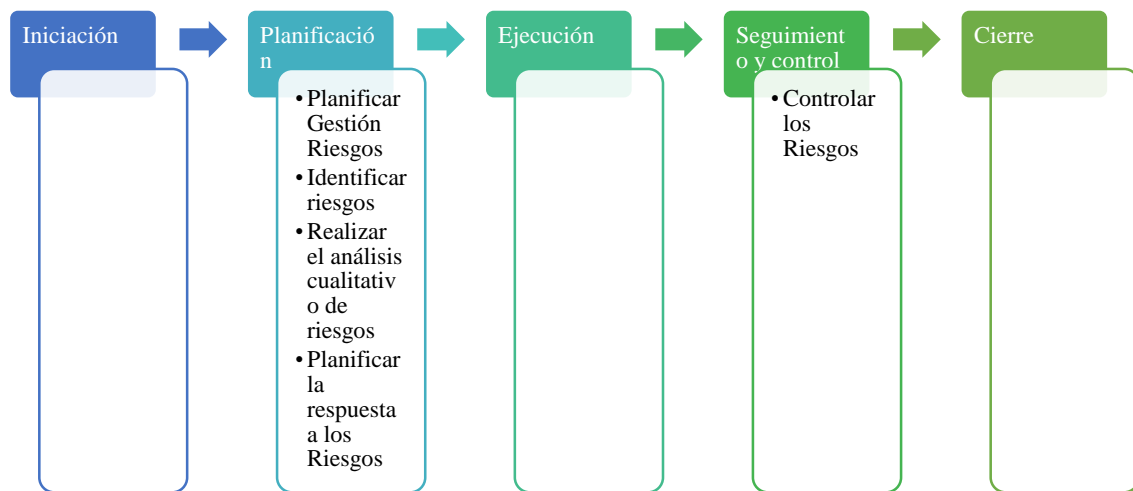 Iniciación
Planificació
n
• Planificar
Gestión
Riesgos
• Identificar
riesgos
• Realizar
el análisis
cualitativ
o de
riesgos
• Planificar
la
respuesta
a los
Riesgos
Ejecución
Seguimient
o y control
• Controlar
los
Riesgos
Cierre